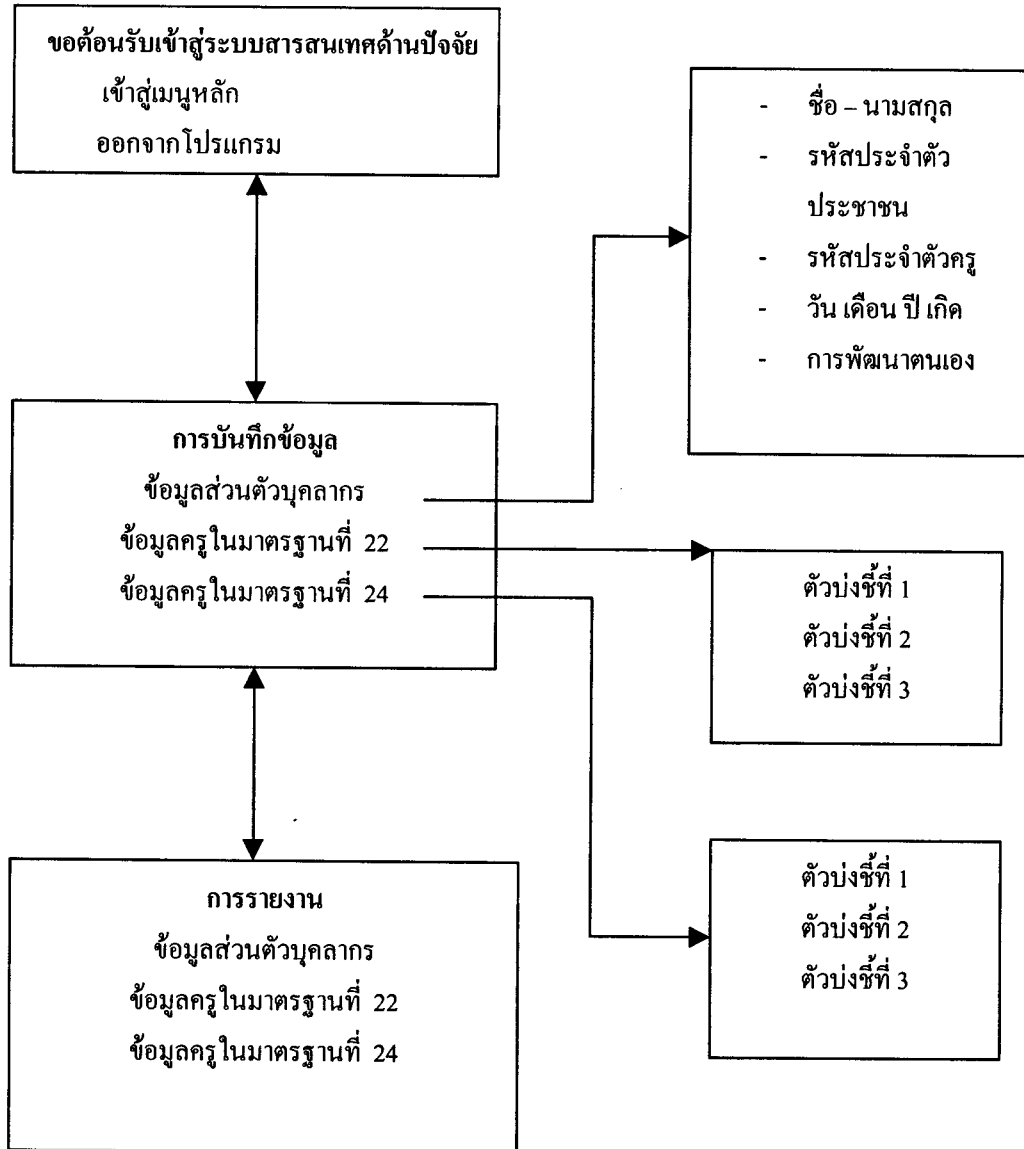 ขอต้อนรับเข้าสู่ระบบสารสนเทศด้านปัจจัย
เข้าสู่เมนูหลัก
ออกจากโปรแกรม
- ชื่อ – นามสกุล
- รหัสประจำตัว
ประชาชน
- รหัสประจำตัวครู
- วัน เดือน ปี เกิด
- การพัฒนาตนเอง
การบันทึกข้อมูล
ข้อมูลส่วนตัวบุคลากร
ข้อมูลครูในมาตรฐานที่ 22
ข้อมูลครูในมาตรฐานที่ 24
ตัวบ่งชี้ที่ 1
ตัวบ่งชี้ที่ 2
ตัวบ่งชี้ที่ 3
ตัวบ่งชี้ที่ 1
ตัวบ่งชี้ที่ 2
ตัวบ่งชี้ที่ 3
การรายงาน
ข้อมูลส่วนตัวบุคลากร
ข้อมูลครูในมาตรฐานที่ 22
ข้อมูลครูในมาตรฐานที่ 24